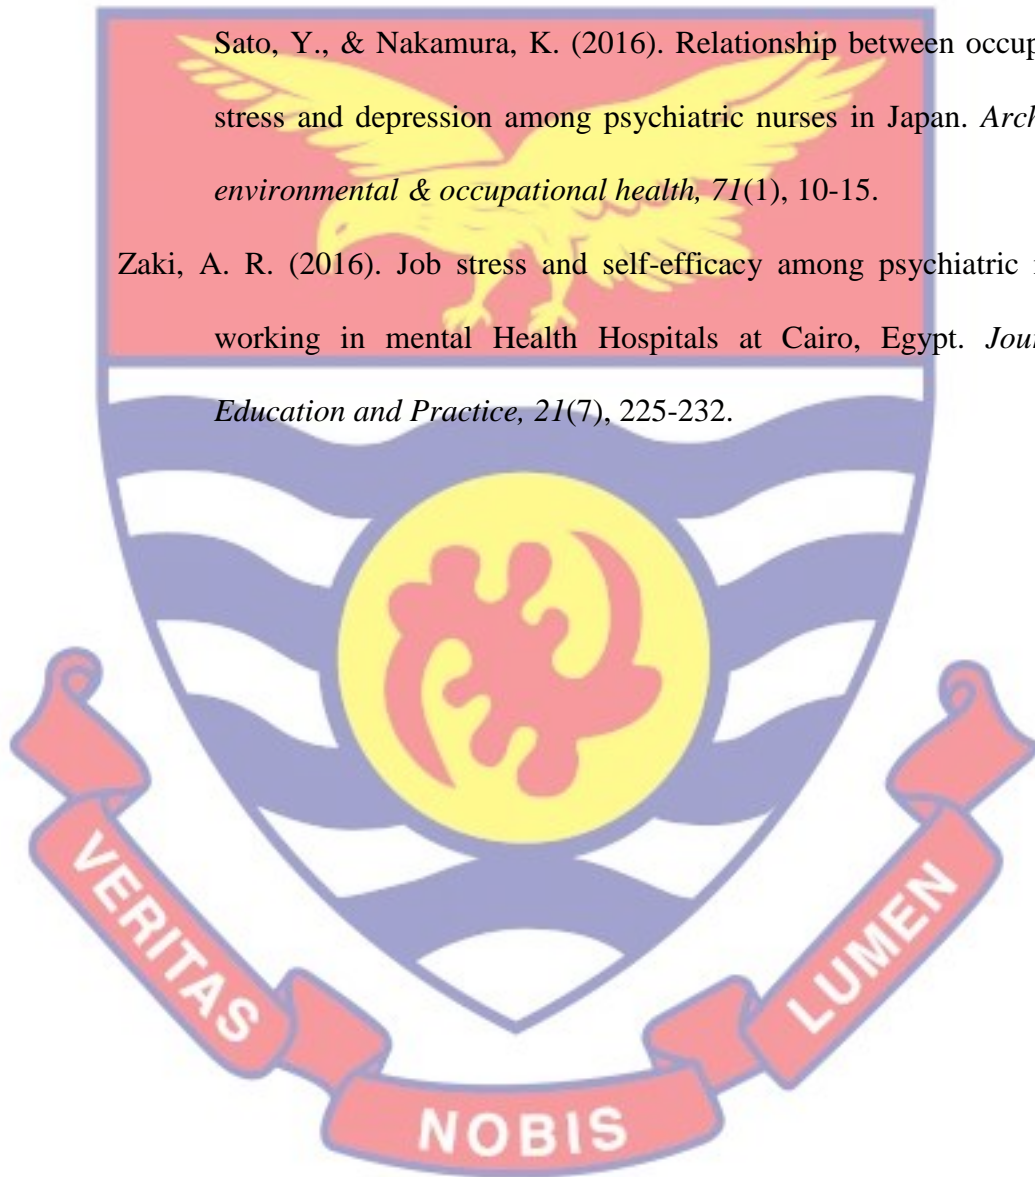 Sato, Y., & Nakamura, K. (2016). Relationship between occup
stress and depression among psychiatric nurses in Japan. Arch
environmental & occupational health, 71(1), 10-15.
Zaki, A. R. (2016). Job stress and self-efficacy among psychiatric
working in mental Health Hospitals at Cairo, Egypt. Jour
Education and Practice, 21(7), 225-232.
VERITAS
NOBIS
LUMEN